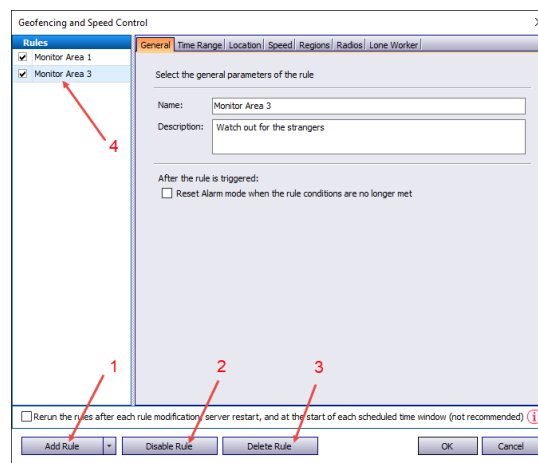 Geofencing and Speed Control
Rules
Monitor Area 1
Monitor Area 3
4
General Time Range Location Speed Regions Radios Lone Worker
Select the general parameters of the rule
Name: Monitor Area 3
Description: Watch out for the strangers
After the rule is triggered:
Reset Alarm mode when the rule conditions are no longer met
1 2 3
Rerun the rules after each rule modification, server restart, and at the start of each scheduled time window (not recommended) i
Add Rule Disable Rule Delete Rule OK Cancel